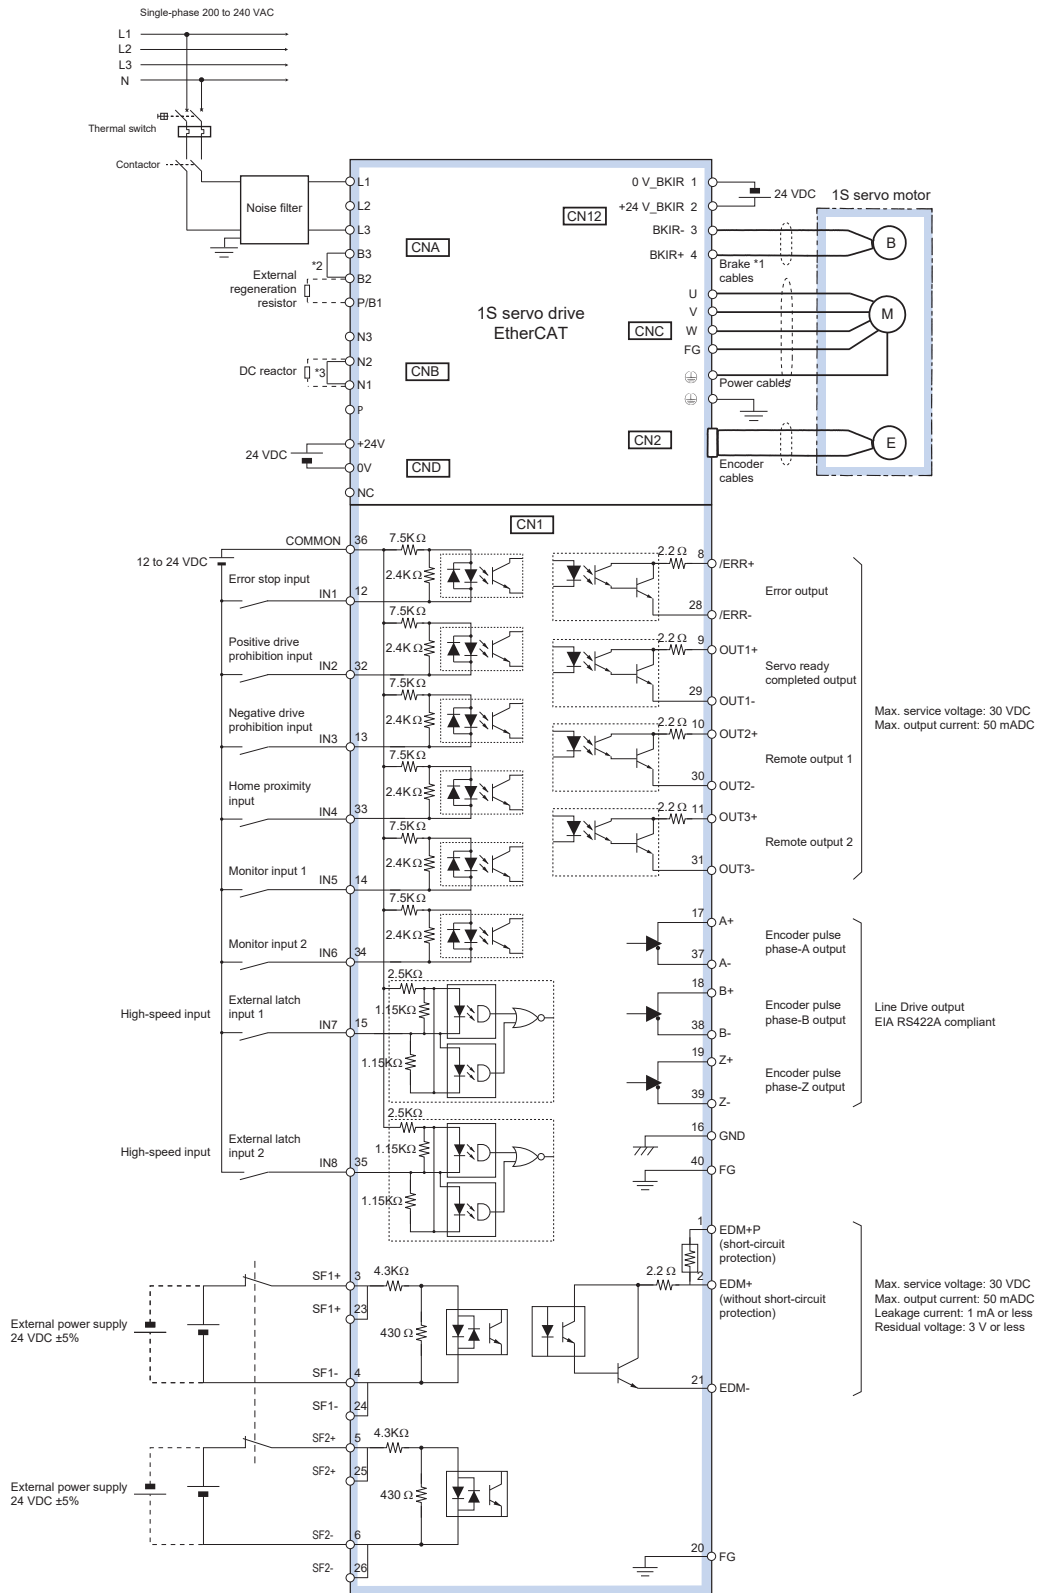 Single-phase 200 to 240 VAC
L1
L2
L3
N
Thermal switch
Contactor
Noise filter
L1
L2
L3
B3
*2
B2
External
regeneration
resistor
P/B1
N3
N2
DC reactor
*3
N1
P
+24V
24 VDC
0V
NC
CNA
CNB
CND
1S servo drive
EtherCAT
CN12
CNC
CN2
0 V_BKIR 1
+24 V_BKIR 2
BKIR- 3
BKIR+ 4
24 VDC
1S servo motor
B
Brake *1
cables
U
V
W
FG
M
Power cables
E
Encoder
cables
CN1
COMMON 36
12 to 24 VDC
7.5KΩ
2.4KΩ
Error stop input
IN1 12
7.5KΩ
2.4KΩ
Positive drive
prohibition input
IN2 32
7.5KΩ
2.4KΩ
Negative drive
prohibition input
IN3 13
7.5KΩ
2.4KΩ
Home proximity
input
IN4 33
7.5KΩ
2.4KΩ
Monitor input 1
IN5 14
7.5KΩ
2.4KΩ
Monitor input 2
IN6 34
2.5KΩ
1.15KΩ
High-speed input
External latch
input 1
IN7 15
1.15KΩ
2.5KΩ
1.15KΩ
High-speed input
External latch
input 2
IN8 35
1.15KΩ
2.2 Ω 8 /ERR+
Error output
28 /ERR-
2.2 Ω 9 OUT1+
Servo ready
completed output
29 OUT1-
2.2 Ω 10 OUT2+
Remote output 1
30 OUT2-
2.2 Ω 11 OUT3+
Remote output 2
31 OUT3-
Max. service voltage: 30 VDC
Max. output current: 50 mADC
17 A+
Encoder pulse
phase-A output
37 A-
18 B+
Encoder pulse
phase-B output
38 B-
19 Z+
Encoder pulse
phase-Z output
39 Z-
Line Drive output
EIA RS422A compliant
16 GND
40 FG
1 EDM+P
(short-circuit
protection)
2.2 Ω 2 EDM+
(without short-circuit
protection)
21 EDM-
Max. service voltage: 30 VDC
Max. output current: 50 mADC
Leakage current: 1 mA or less
Residual voltage: 3 V or less
SF1+ 3 4.3KΩ
SF1+ 23
430 Ω
External power supply
24 VDC ±5%
SF1- 4
SF1- 24
SF2+ 5 4.3KΩ
SF2+ 25
430 Ω
External power supply
24 VDC ±5%
SF2- 6
SF2- 26
20 FG